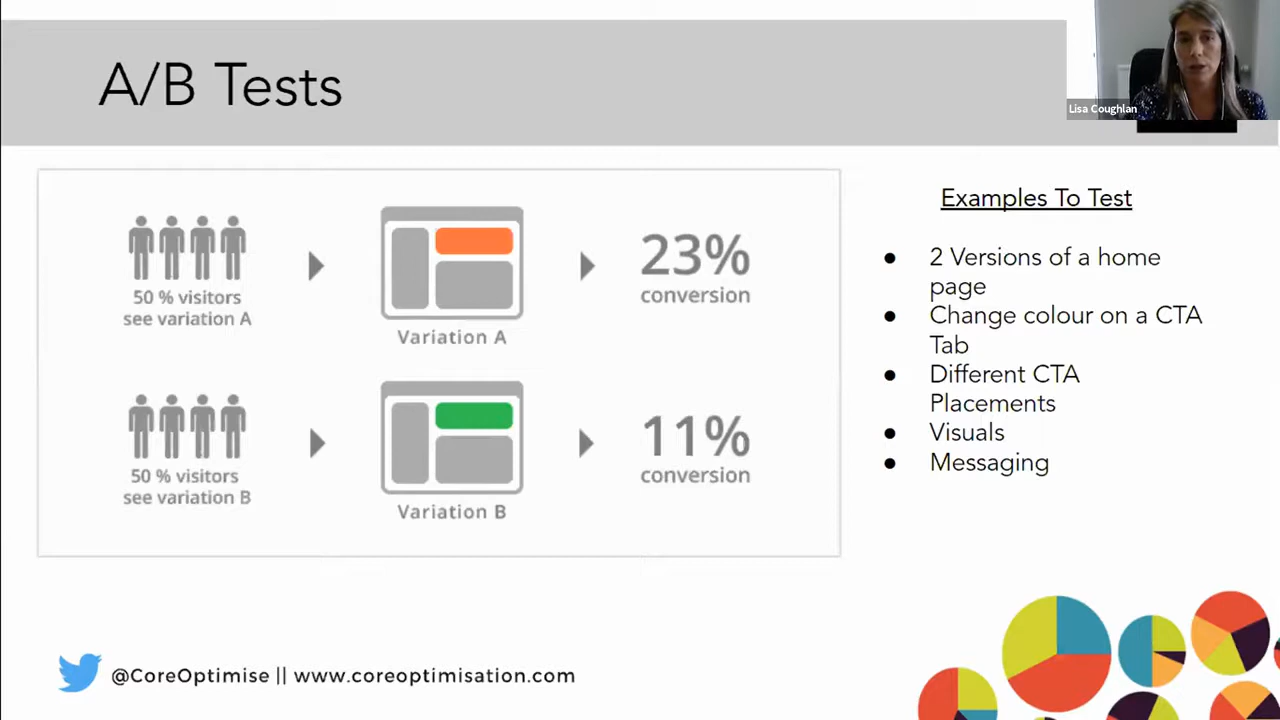 A/B Tests
Lisa Coughlan
50 % visitors
see variation A
Variation A
23%
conversion
50 % visitors
see variation B
Variation B
11%
conversion
Examples To Test
● 2 Versions of a home
page
● Change colour on a CTA
Tab
● Different CTA
Placements
● Visuals
● Messaging
@CoreOptimise || www.coreoptimisation.com